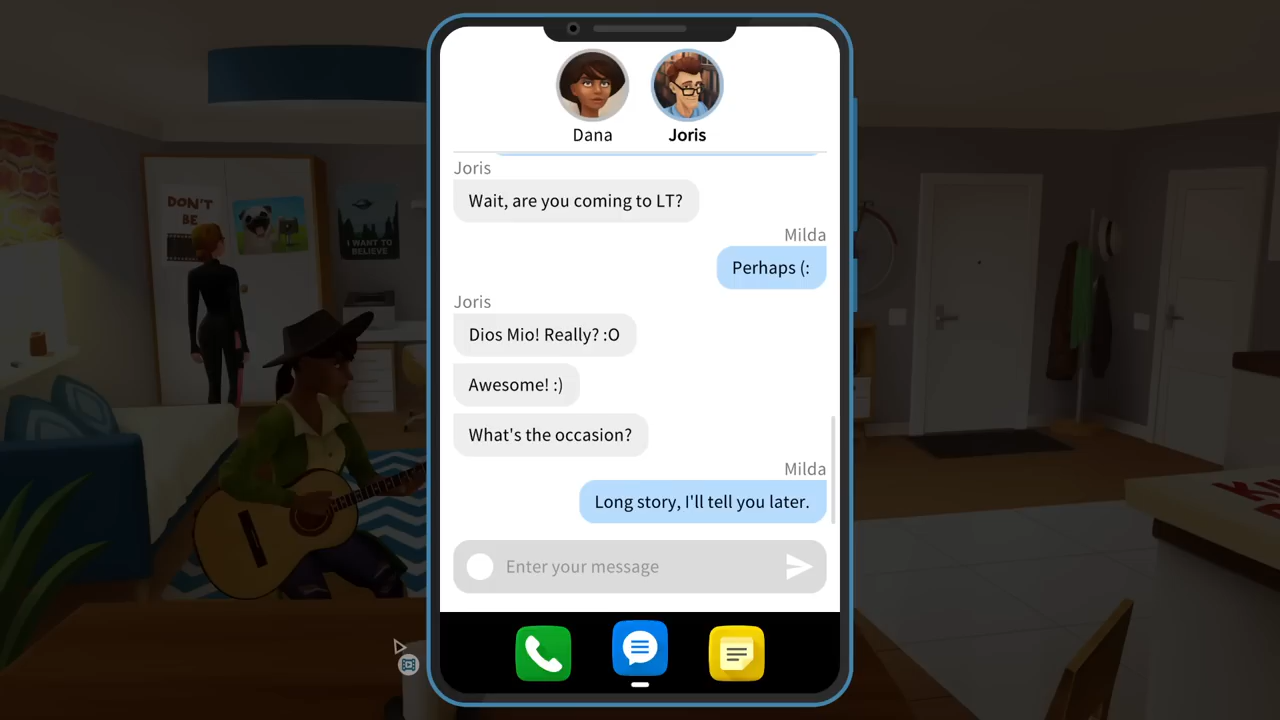 Dana
Joris
Joris
Wait, are you coming to LT?
Milda
Perhaps (:
Joris
Dios Mio! Really? :O
Awesome! :)
What's the occasion?
Milda
Long story, I'll tell you later.
Enter your message
DON'T
BE
I WANT TO
BELIEVE